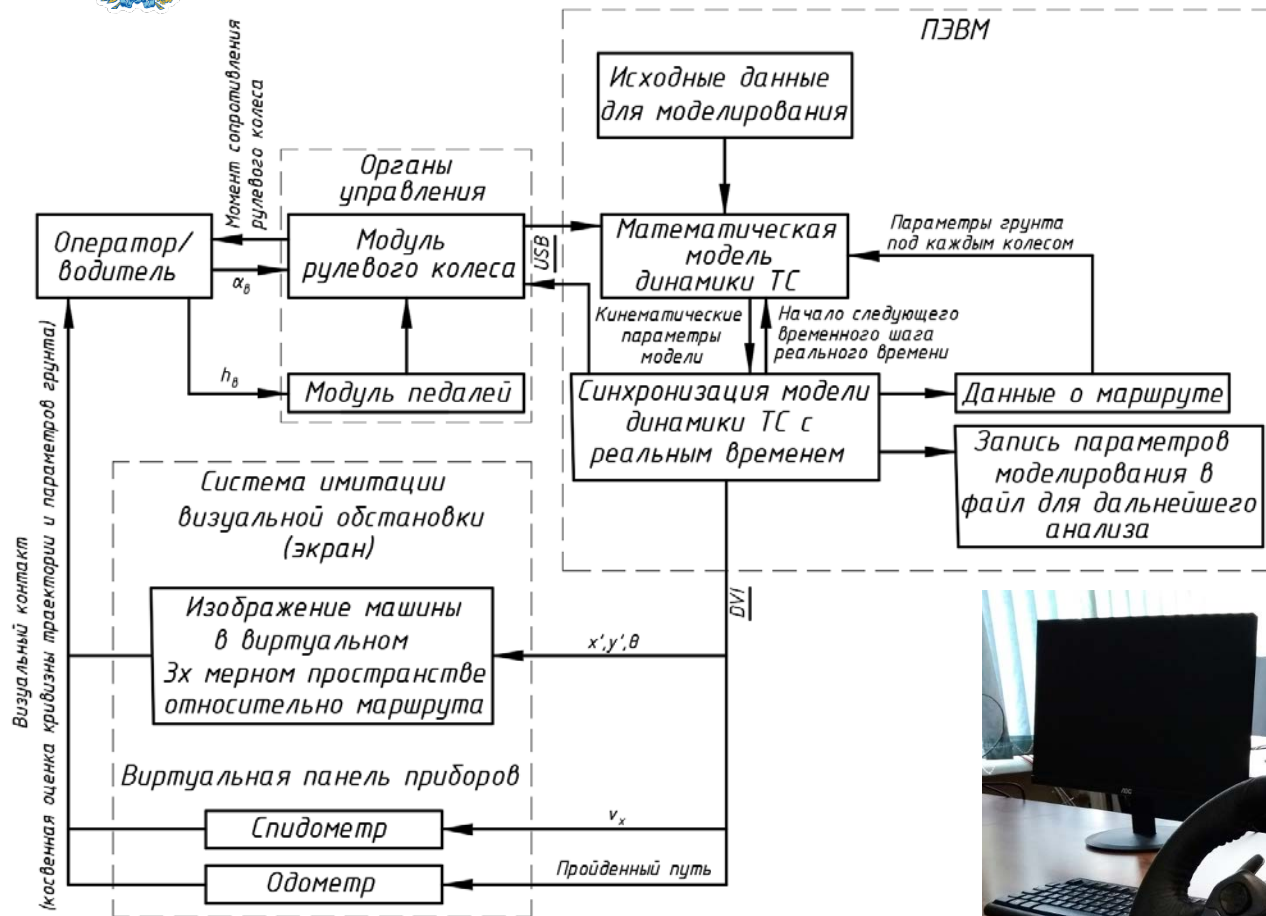 ПЭВМ
Исходные данные
для моделирования
Момент сопротивления
рулевого колеса
Органы
управления
Оператор/
водитель
αв
Модуль
рулевого колеса
USB
Математическая
модель
динамики ТС
Параметры грунта
под каждым колесом
Кинематические
параметры
модели
Начало следующего
временного шага
реального времени
hв
Модуль педалей
Синхронизация модели
динамики ТС с
реальным временем
Данные о маршруте
Запись параметров
моделирования в
файл для дальнейшего
анализа
Визуальный контакт
(косвенная оценка кривизны траектории и параметров грунта)
Система имитации
визуальной обстановки
(экран)
Изображение машины
в виртуальном
3х мерном пространстве
относительно маршрута
x',y',θ
DVI
Виртуальная панель приборов
Спидометр
vx
Одометр
Пройденный путь
AOC